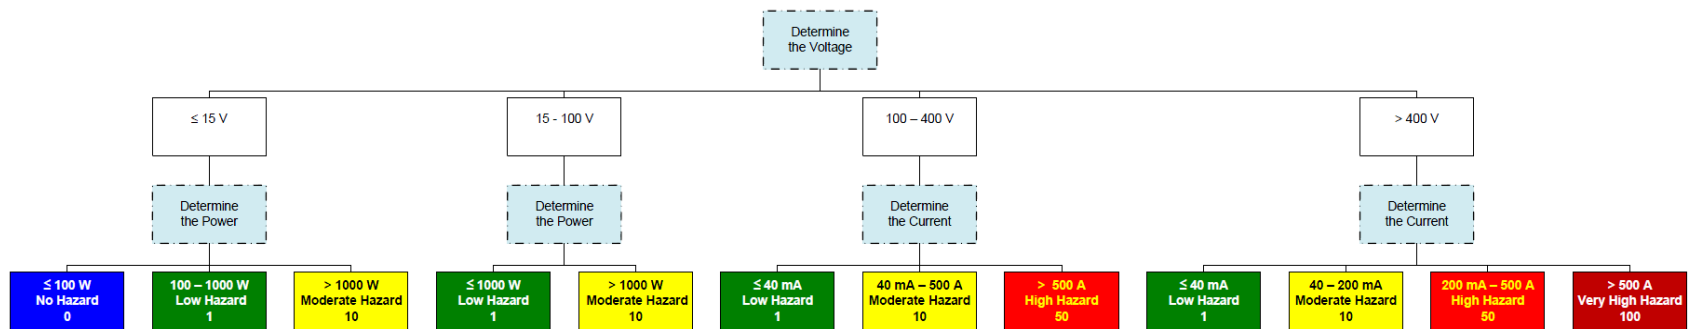 Determine
the Voltage
≤ 15 V
15 - 100 V
100 – 400 V
> 400 V
Determine
the Power
Determine
the Power
Determine
the Current
Determine
the Current
≤ 100 W
No Hazard
0
100 – 1000 W
Low Hazard
1
> 1000 W
Moderate Hazard
10
≤ 1000 W
Low Hazard
1
> 1000 W
Moderate Hazard
10
≤ 40 mA
Low Hazard
1
40 mA – 500 A
Moderate Hazard
10
> 500 A
High Hazard
50
≤ 40 mA
Low Hazard
1
40 – 200 mA
Moderate Hazard
10
200 mA – 500 A
High Hazard
50
> 500 A
Very High Hazard
100